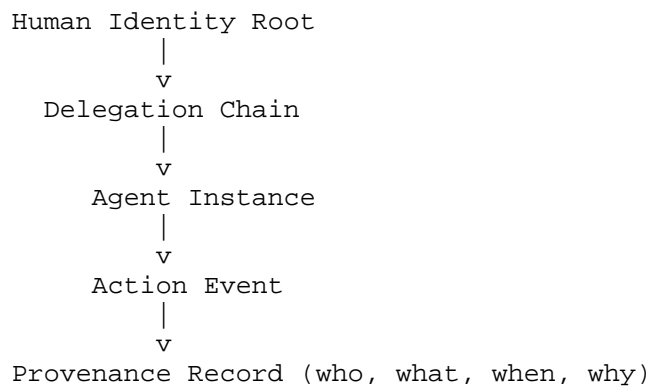 Human Identity Root
|
v
Delegation Chain
|
v
Agent Instance
|
v
Action Event
|
v
Provenance Record (who, what, when, why)